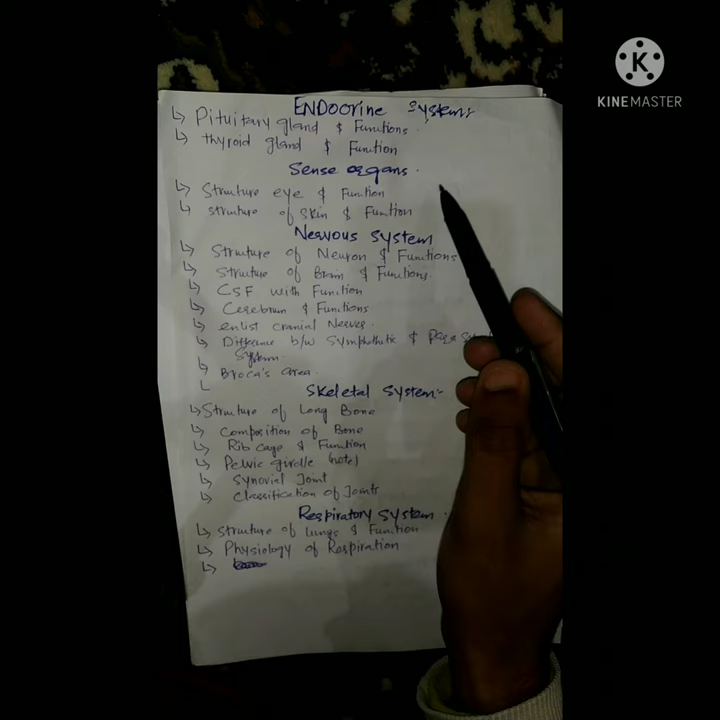 K
KINEMASTER
ENDocrine System:
↳ Pituitary gland & Functions.
↳ thyroid gland & Function
Sense organs.
↳ Structure eye & Function
↳ structure of Skin & Function
Nervous System
↳ Structure of Neuron & Functions
↳ Structure of Brain & Functions.
↳ CSF with Function
↳ Cerebrum & Functions
↳ enlist cranial Nerves.
↳ Difference b/w Symphthetic &
System.
↳ Broca's area.
↳
Skeletal System:-
↳ Structure of Long Bone
↳ Composition of Bone
↳ Rib cage & Function
↳ Pelvic girdle (note)
↳ Synovial Joint
↳ Classification of Joints
Respiratory System.
↳ Structure of Lungs & Function
↳ Physiology of Respiration
↳